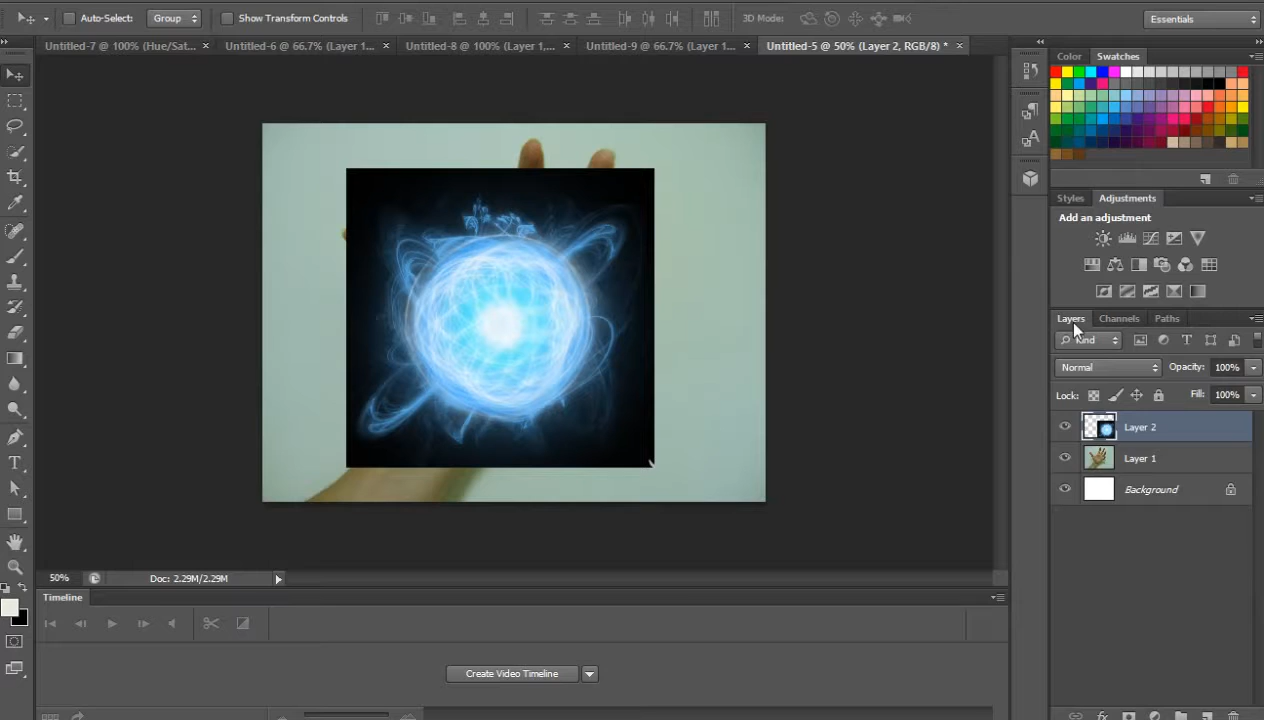 Auto-Select: Group Show Transform Controls 3D Mode: Essentials
Untitled-7 @ 100% (Hue/Sat... × Untitled-6 @ 66.7% (Layer 1... × Untitled-8 @ 100% (Layer 1,... × Untitled-9 @ 66.7% (Layer 1... × Untitled-5 @ 50% (Layer 2, RGB/8) * ×
Color Swatches
Styles Adjustments
Add an adjustment
Layers Channels Paths
Kind
Normal Opacity: 100%
Lock: Fill: 100%
Layer 2
Layer 1
Background
50% Doc: 2.29M/2.29M
Timeline
Create Video Timeline